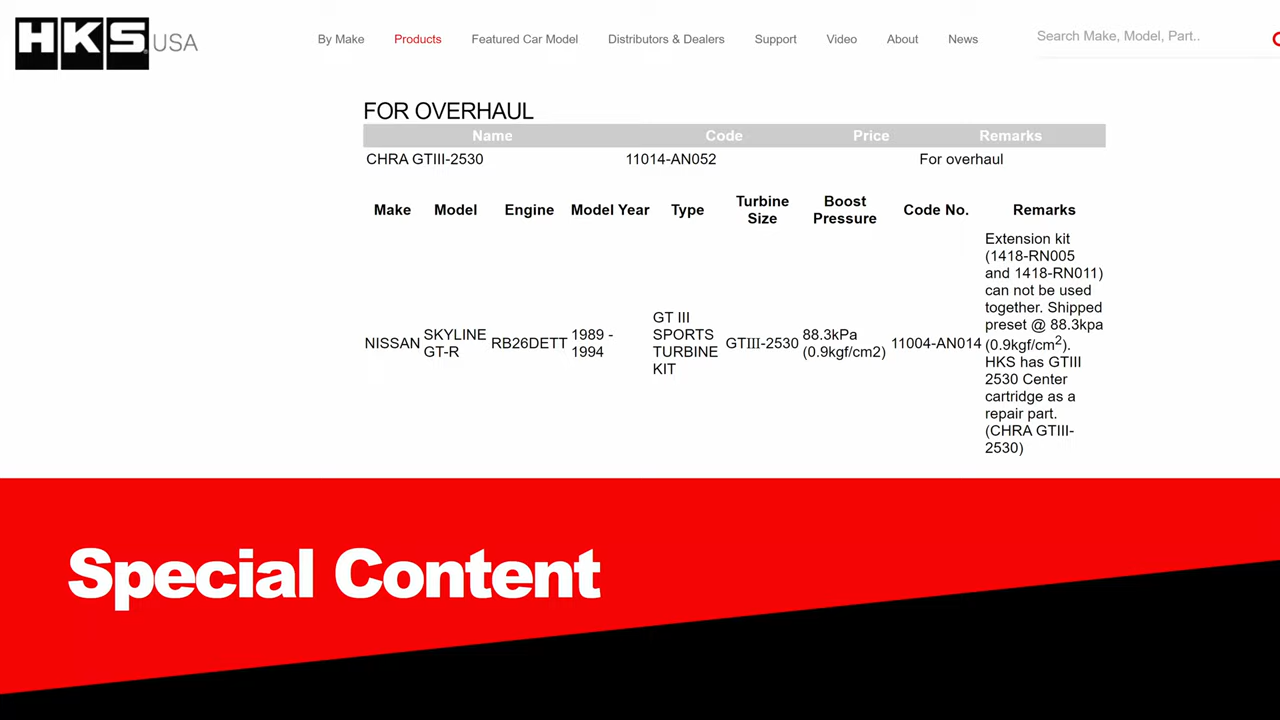 HKS USA
By Make Products Featured Car Model Distributors & Dealers Support Video About News Search Make, Model, Part..
FOR OVERHAUL
Name Code Price Remarks
CHRA GTIII-2530 11014-AN052 For overhaul
Make Model Engine Model Year Type Turbine Size Boost Pressure Code No. Remarks
NISSAN
SKYLINE
GT-R
RB26DETT
1989 -
1994
GT III
SPORTS
TURBINE
KIT
GTIII-2530
88.3kPa
(0.9kgf/cm2)
11004-AN014
Extension kit
(1418-RN005
and 1418-RN011)
can not be used
together. Shipped
preset @ 88.3kpa
(0.9kgf/cm²).
HKS has GTIII
2530 Center
cartridge as a
repair part.
(CHRA GTIII-
2530)
Special Content